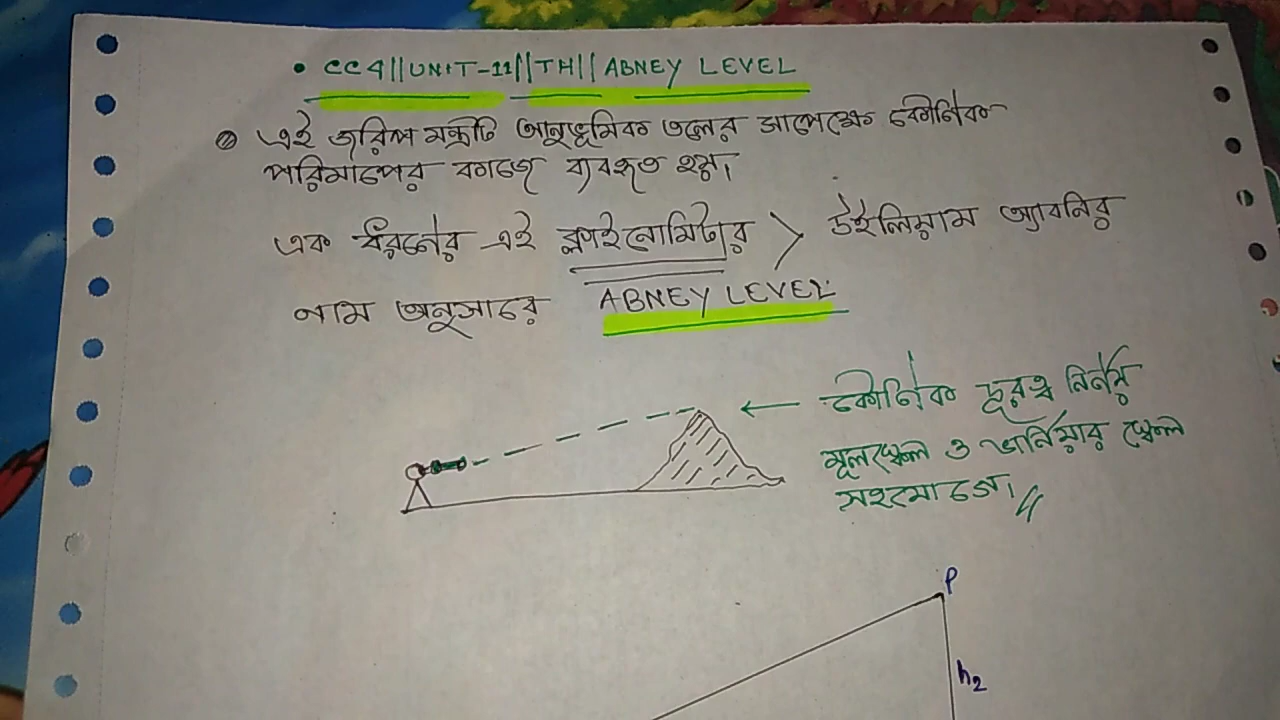 • CC4||UNIT-11||TH||ABNEY LEVEL
এই জরিপ যন্ত্রটি আনুভূমিক তলের সাপেক্ষে কৌণিক
পরিমাপের কাজে ব্যবহৃত হয়।
এক ধরনের এই ক্লাইনোমিটার > উইলিয়াম অ্যাবনির
নাম অনুসারে ABNEY LEVEL
← কৌণিক দূরত্ব নির্ণয়
মূলস্কেল ও ভার্নিয়ার স্কেল
সহযোগে।
P
h₂